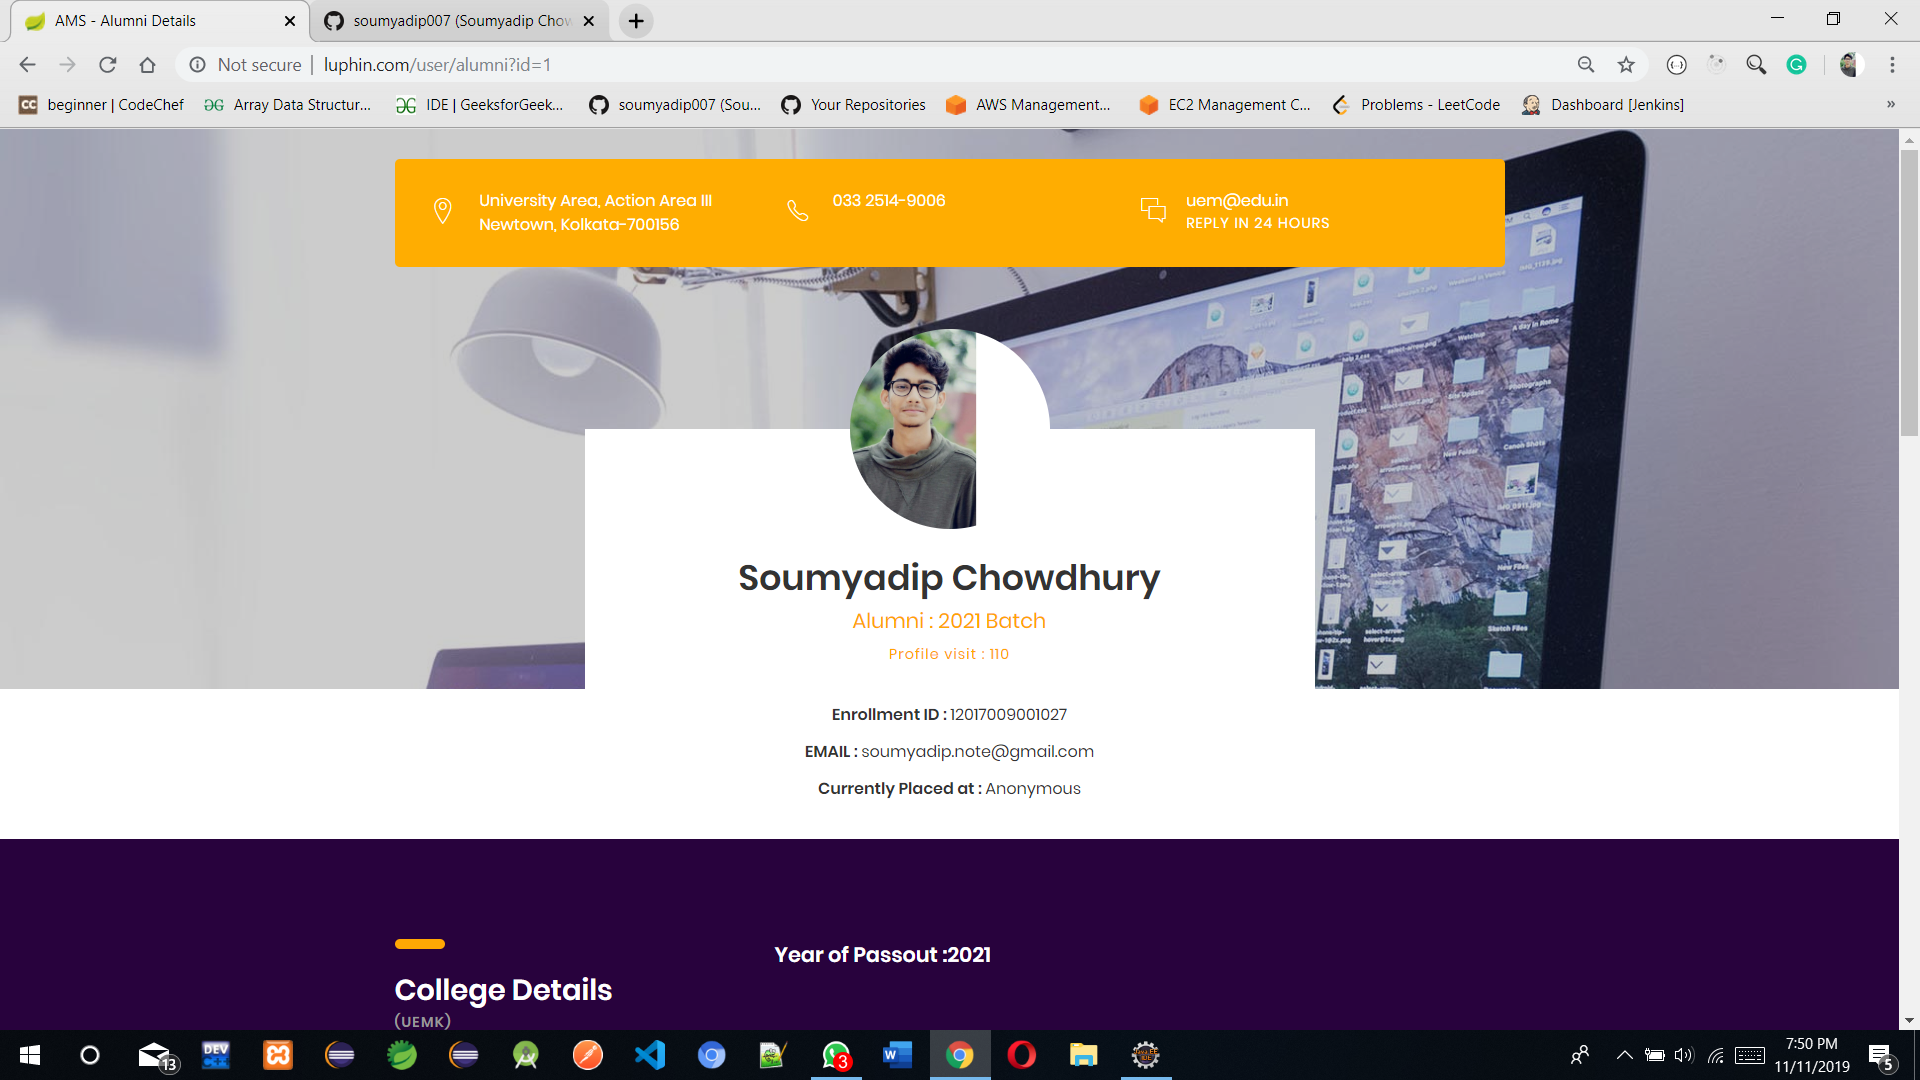 AMS - Alumni Details
soumyadip007 (Soumyadip Chow
Not secure | luphin.com/user/alumni?id=1
beginner | CodeChef
Array Data Structur...
IDE | GeeksforGeek...
soumyadip007 (Sou...
Your Repositories
AWS Management...
EC2 Management C...
Problems - LeetCode
Dashboard [Jenkins]
»
University Area, Action Area III
Newtown, Kolkata-700156
033 2514-9006
uem@edu.in
REPLY IN 24 HOURS
Soumyadip Chowdhury
Alumni : 2021 Batch
Profile visit : 110
Enrollment ID : 12017009001027
EMAIL : soumyadip.note@gmail.com
Currently Placed at : Anonymous
Year of Passout :2021
College Details
(UEMK)
13
DEV
3
7:50 PM
11/11/2019
5